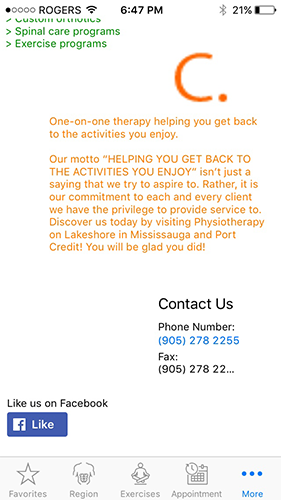 ROGERS 6:47 PM 21%
> Custom orthotics
> Spinal care programs
> Exercise programs
C.
One-on-one therapy helping you get back
to the activities you enjoy.
Our motto “HELPING YOU GET BACK TO
THE ACTIVITIES YOU ENJOY” isn’t just a
saying that we try to aspire to. Rather, it is
our commitment to each and every client
we have the privilege to provide service to.
Discover us today by visiting Physiotherapy
on Lakeshore in Mississauga and Port
Credit! You will be glad you did!
Contact Us
Phone Number:
(905) 278 2255
Fax:
(905) 278 22...
Like us on Facebook
Like
Favorites Region Exercises Appointment More